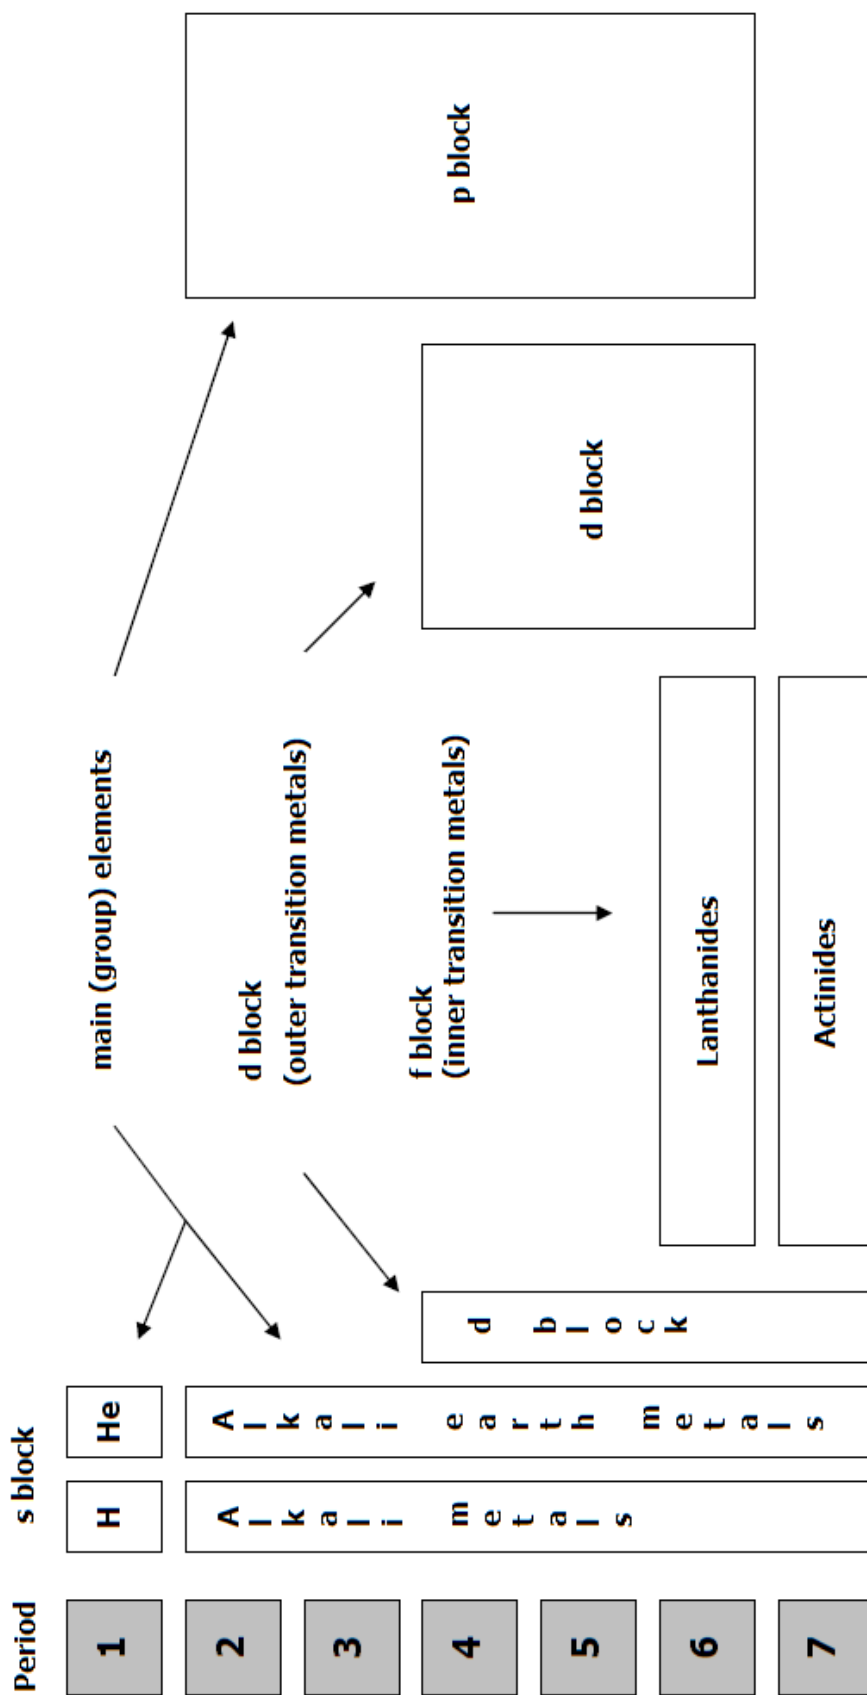 Period
s block
1
H
He
main (group) elements
p block
2
Alkali metals
Alkali earth metals
d block
(outer transition metals)
3
4
d block
f block
(inner transition metals)
d block
5
6
Lanthanides
7
Actinides